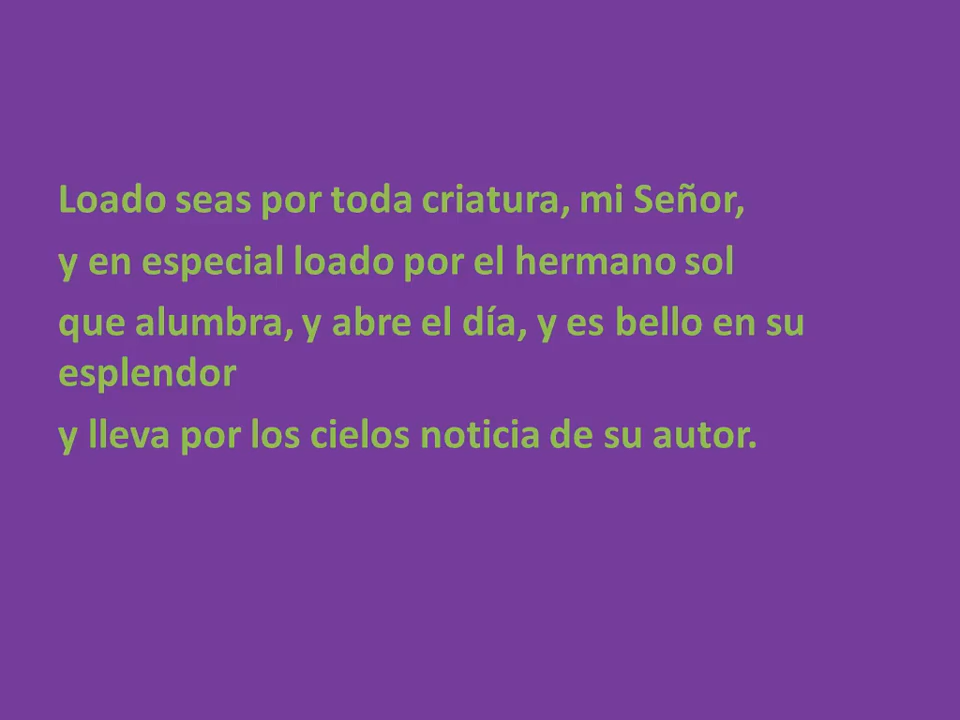 Loado seas por toda criatura, mi Señor,
y en especial loado por el hermano sol
que alumbra, y abre el día, y es bello en su
esplendor
y lleva por los cielos noticia de su autor.